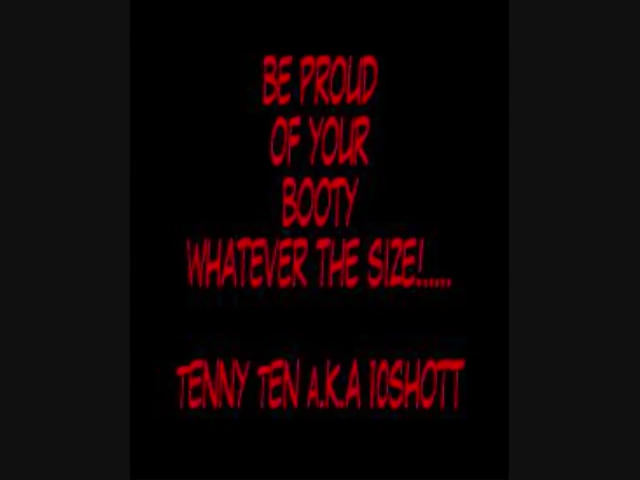 BE PROUD
OF YOUR
BOOTY
WHATEVER THE SIZE!......
TENNY TEN A.K.A 10SHOTT